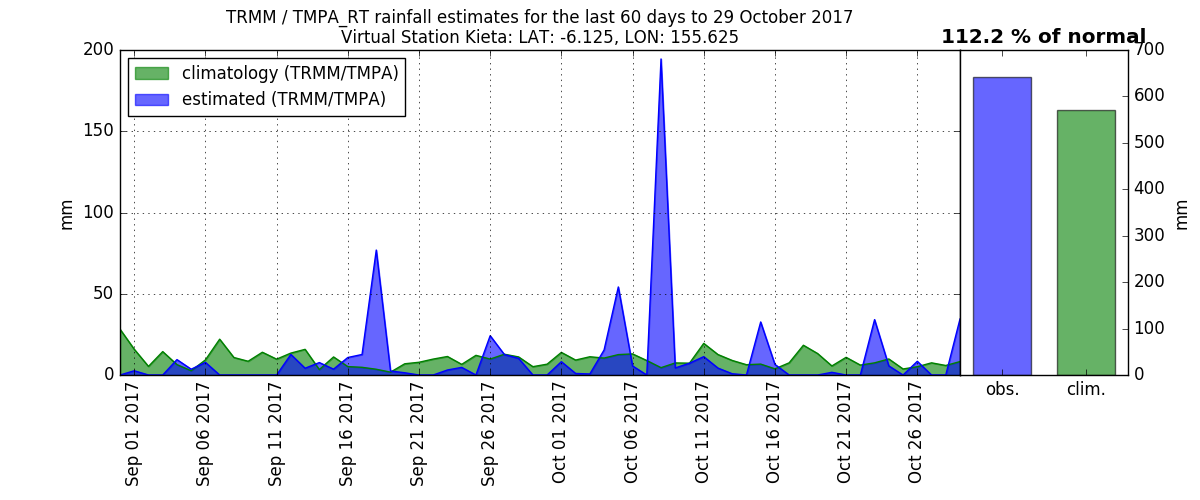 TRMM / TMPA_RT rainfall estimates for the last 60 days to 29 October 2017
Virtual Station Kieta: LAT: -6.125, LON: 155.625
112.2 % of normal
climatology (TRMM/TMPA)
estimated (TRMM/TMPA)
200
150
100
50
0
mm
700
600
500
400
300
200
100
0
mm
Sep 01 2017
Sep 06 2017
Sep 11 2017
Sep 16 2017
Sep 21 2017
Sep 26 2017
Oct 01 2017
Oct 06 2017
Oct 11 2017
Oct 16 2017
Oct 21 2017
Oct 26 2017
obs.
clim.